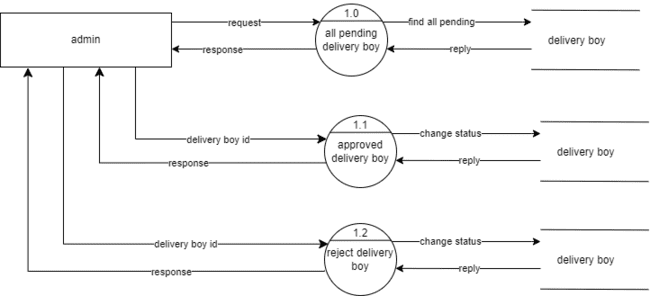 1.0
request
find all pending
admin
all pending
delivery boy
delivery boy
response
reply
1.1
delivery boy id
change status
approved
delivery boy
delivery boy
response
reply
1.2
delivery boy id
change status
reject delivery
boy
delivery boy
response
reply